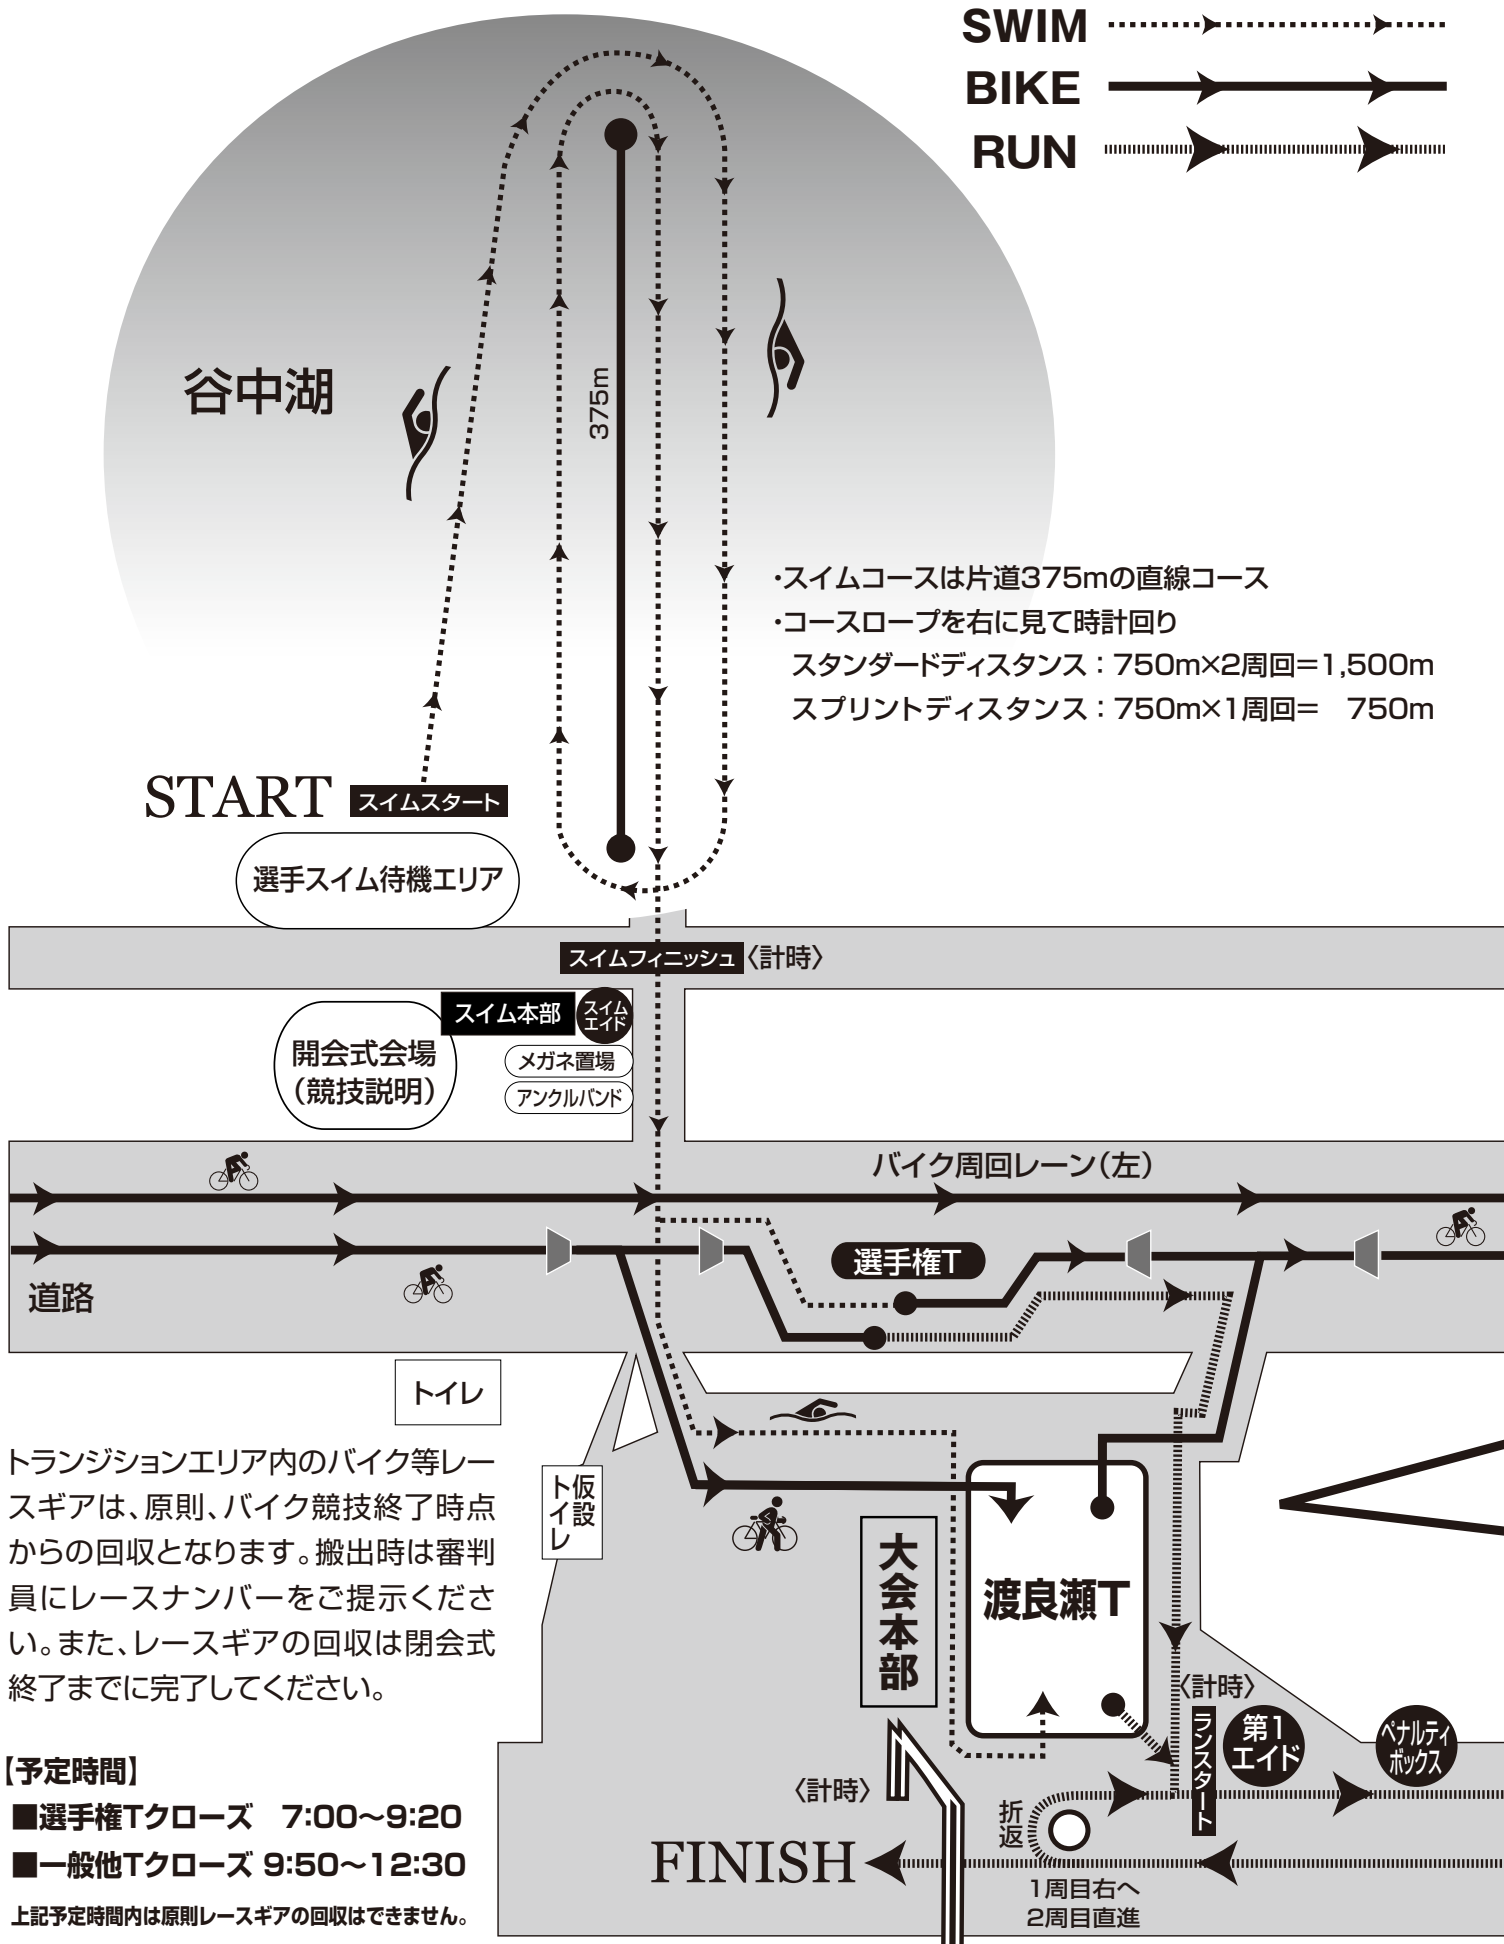 SWIM
BIKE
RUN
谷中湖
375m
・スイムコースは片道375mの直線コース
・コースロープを右に見て時計回り
スタンダードディスタンス：750m×2周回＝1,500m
スプリントディスタンス：750m×1周回＝　750m
START
スイムスタート
選手スイム待機エリア
スイムフィニッシュ
〈計時〉
スイム本部
スイム
エイド
開会式会場
（競技説明）
メガネ置場
アンクルバンド
バイク周回レーン（左）
選手権T
道路
トイレ
トランジションエリア内のバイク等レー
スギアは、原則、バイク競技終了時点
からの回収となります。搬出時は審判
員にレースナンバーをご提示くださ
い。また、レースギアの回収は閉会式
終了までに完了してください。
仮設
トイレ
大会本部
渡良瀬T
〈計時〉
ランスタート
第1
エイド
ペナルティ
ボックス
【予定時間】
■選手権Tクローズ　7:00〜9:20
■一般他Tクローズ 9:50〜12:30
上記予定時間内は原則レースギアの回収はできません。
〈計時〉
折返
FINISH
1周目右へ
2周目直進